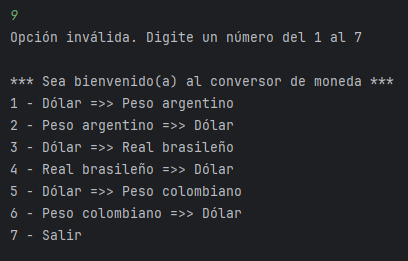 9
Opción inválida. Digite un número del 1 al 7
*** Sea bienvenido(a) al conversor de moneda ***
1 - Dólar =>> Peso argentino
2 - Peso argentino =>> Dólar
3 - Dólar =>> Real brasileño
4 - Real brasileño =>> Dólar
5 - Dólar =>> Peso colombiano
6 - Peso colombiano =>> Dólar
7 - Salir